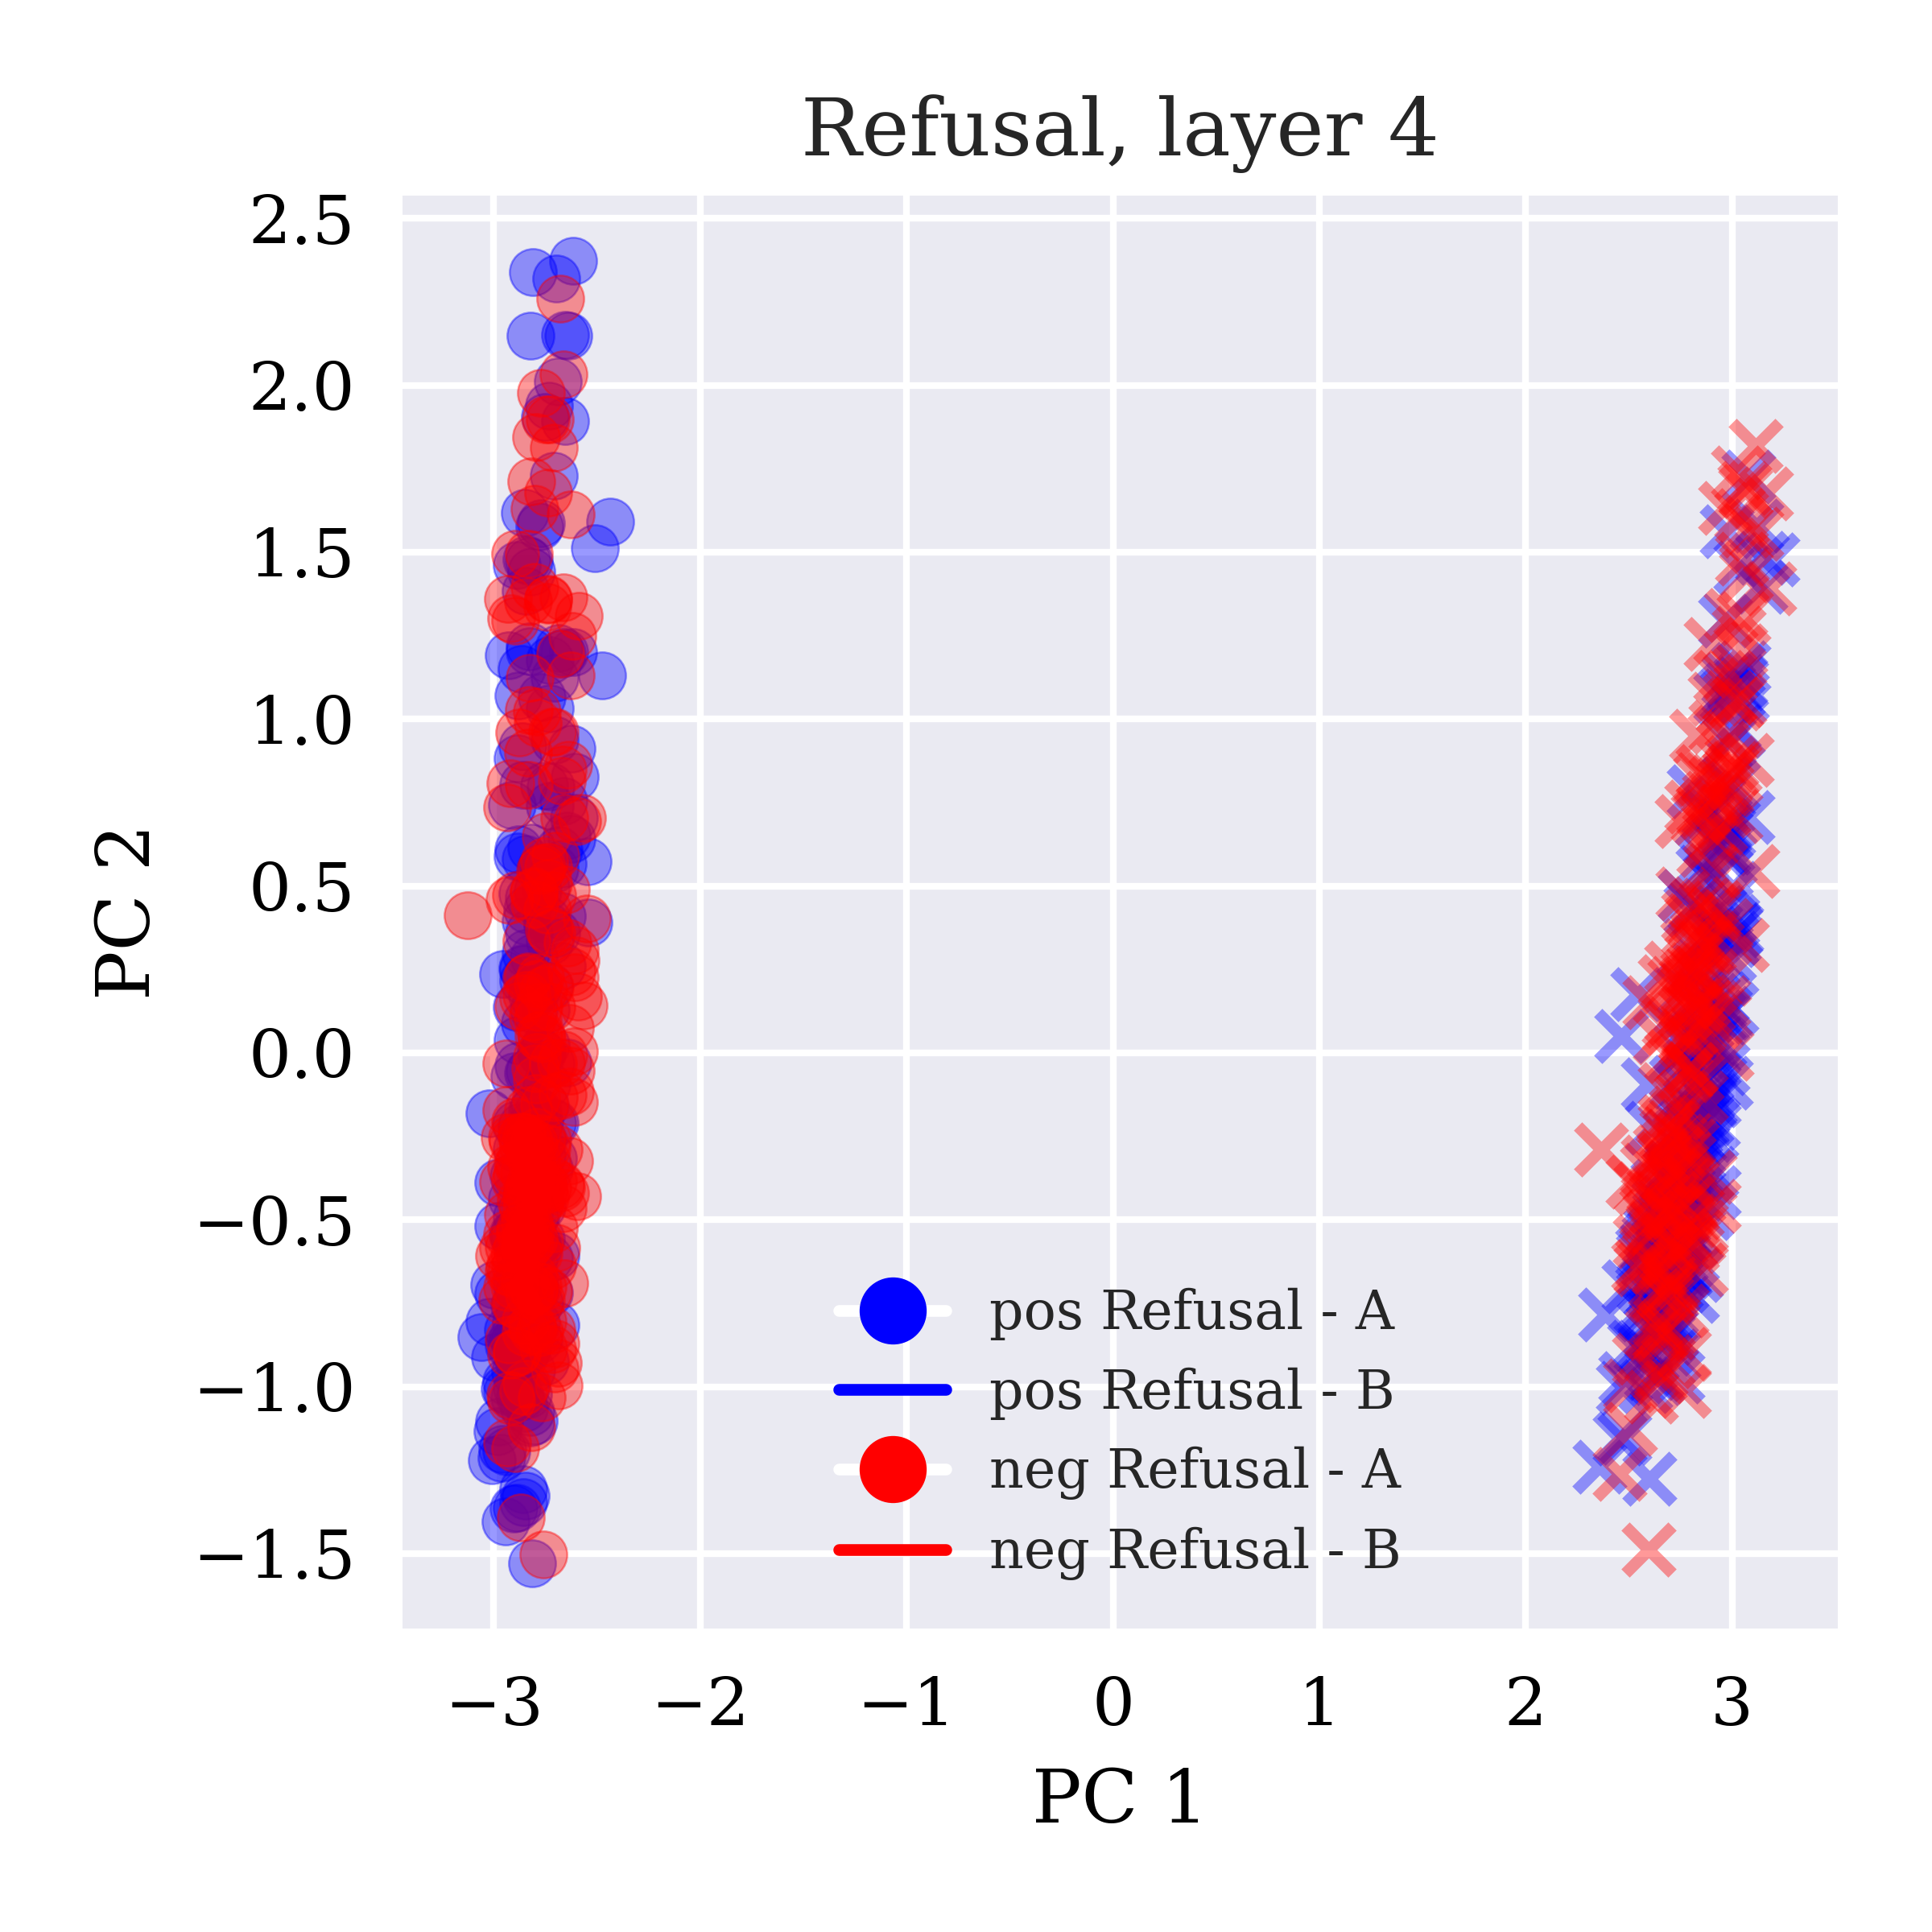 Refusal, layer 4
2.5
2.0
1.5
1.0
0.5
0.0
−0.5
−1.0
−1.5
PC 2
pos Refusal - A
pos Refusal - B
neg Refusal - A
neg Refusal - B
−3 −2 −1 0 1 2 3
PC 1